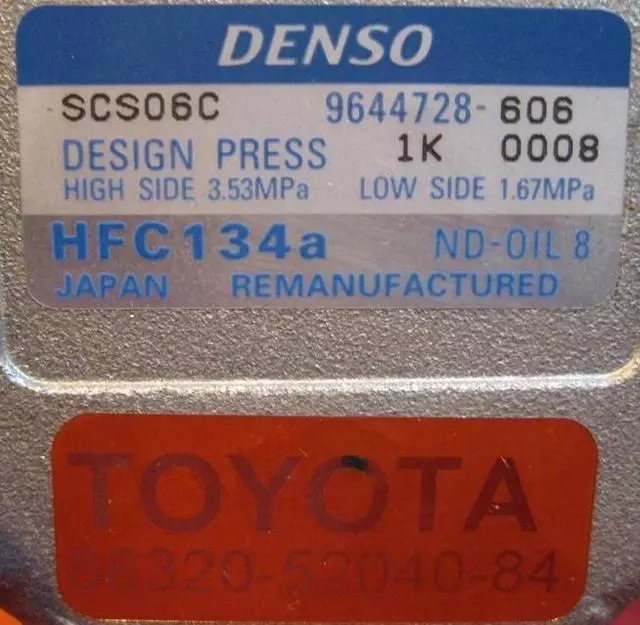 DENSO
SCS06C 9644728-606
DESIGN PRESS 1K 0008
HIGH SIDE 3.53MPa LOW SIDE 1.67MPa
HFC134a ND-OIL 8
JAPAN REMANUFACTURED
TOYOTA
88320-52040-84